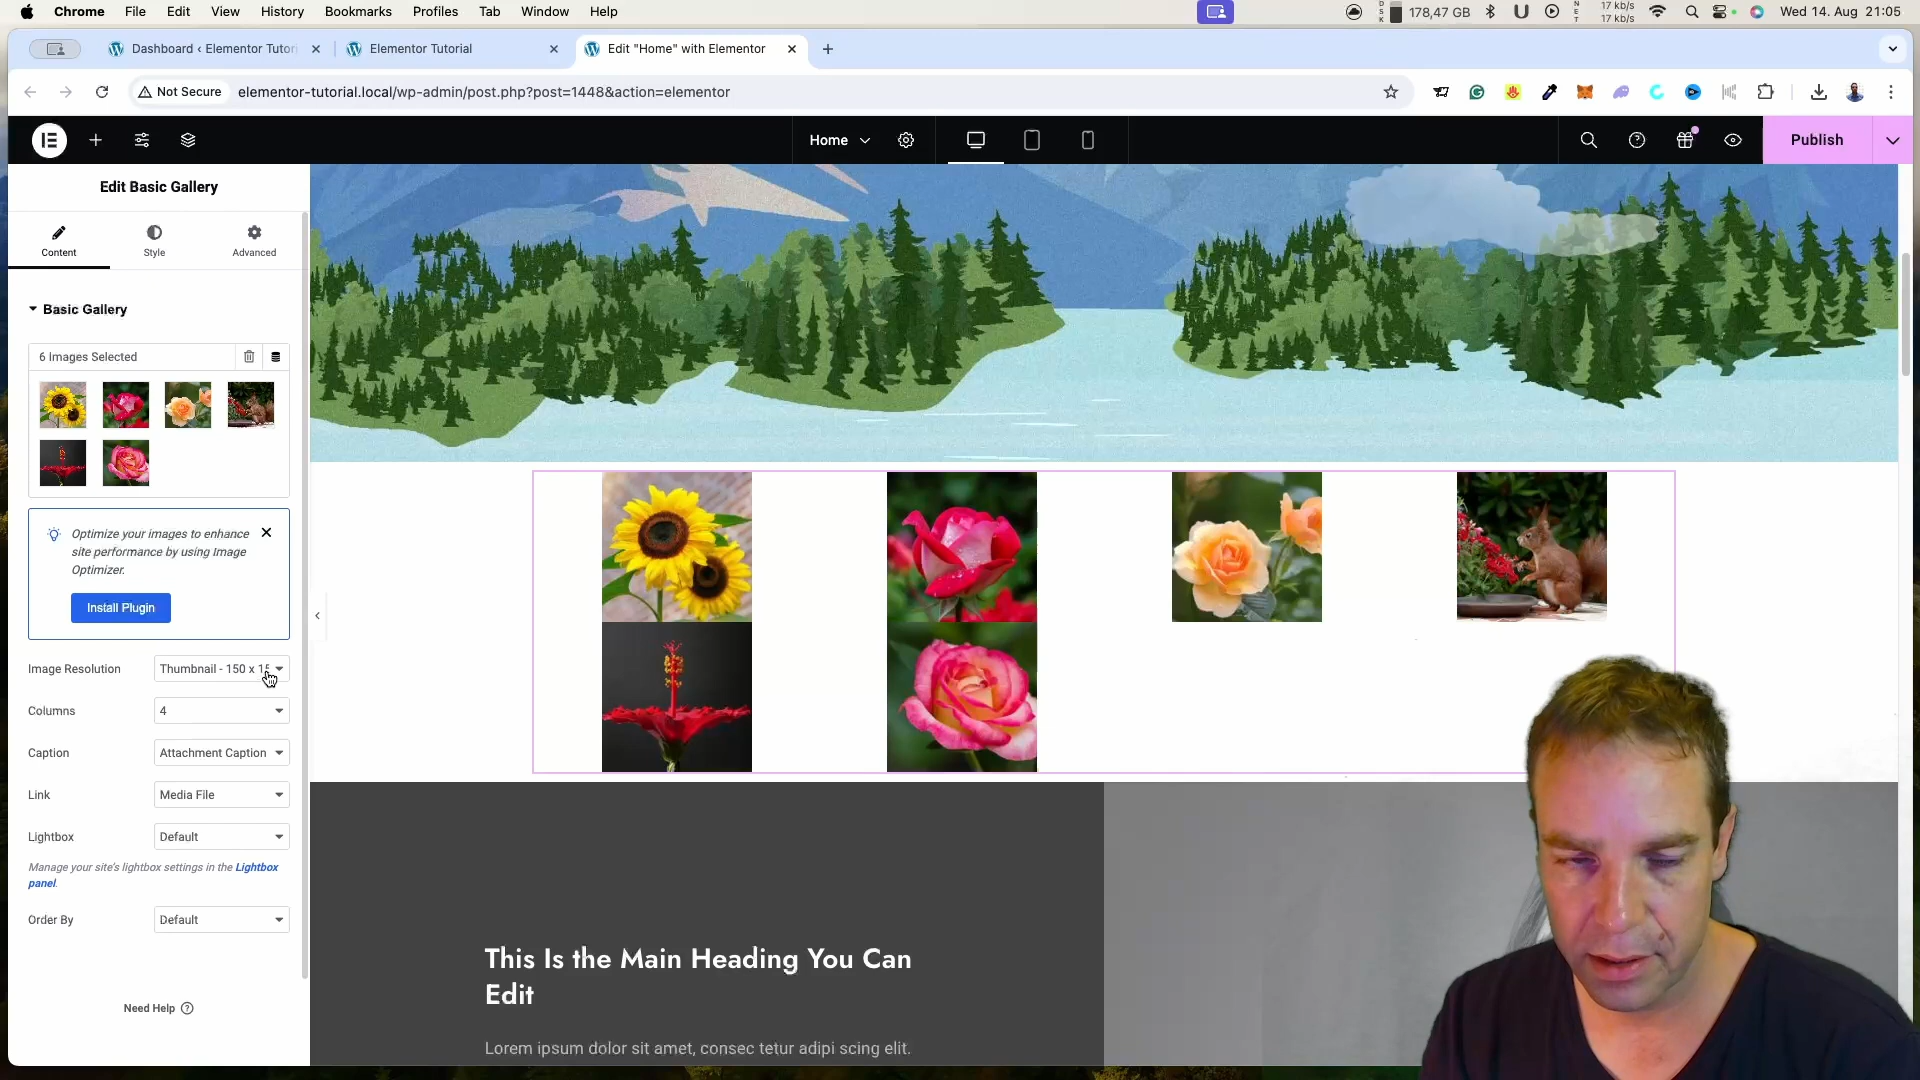 Chrome File Edit View History Bookmarks Profiles Tab Window Help
178,47 GB
17 kb/s
17 kb/s
Wed 14. Aug 21:05
Dashboard ‹ Elementor Tutori
Elementor Tutorial
Edit "Home" with Elementor
Not Secure
elementor-tutorial.local/wp-admin/post.php?post=1448&action=elementor
Home
Publish
Edit Basic Gallery
Content
Style
Advanced
Basic Gallery
6 Images Selected
Optimize your images to enhance
site performance by using Image
Optimizer.
Install Plugin
Image Resolution
Thumbnail - 150 x 15
Columns
4
Caption
Attachment Caption
Link
Media File
Lightbox
Default
Manage your site's lightbox settings in the Lightbox
panel.
Order By
Default
Need Help
This Is the Main Heading You Can
Edit
Lorem ipsum dolor sit amet, consec tetur adipi scing elit.